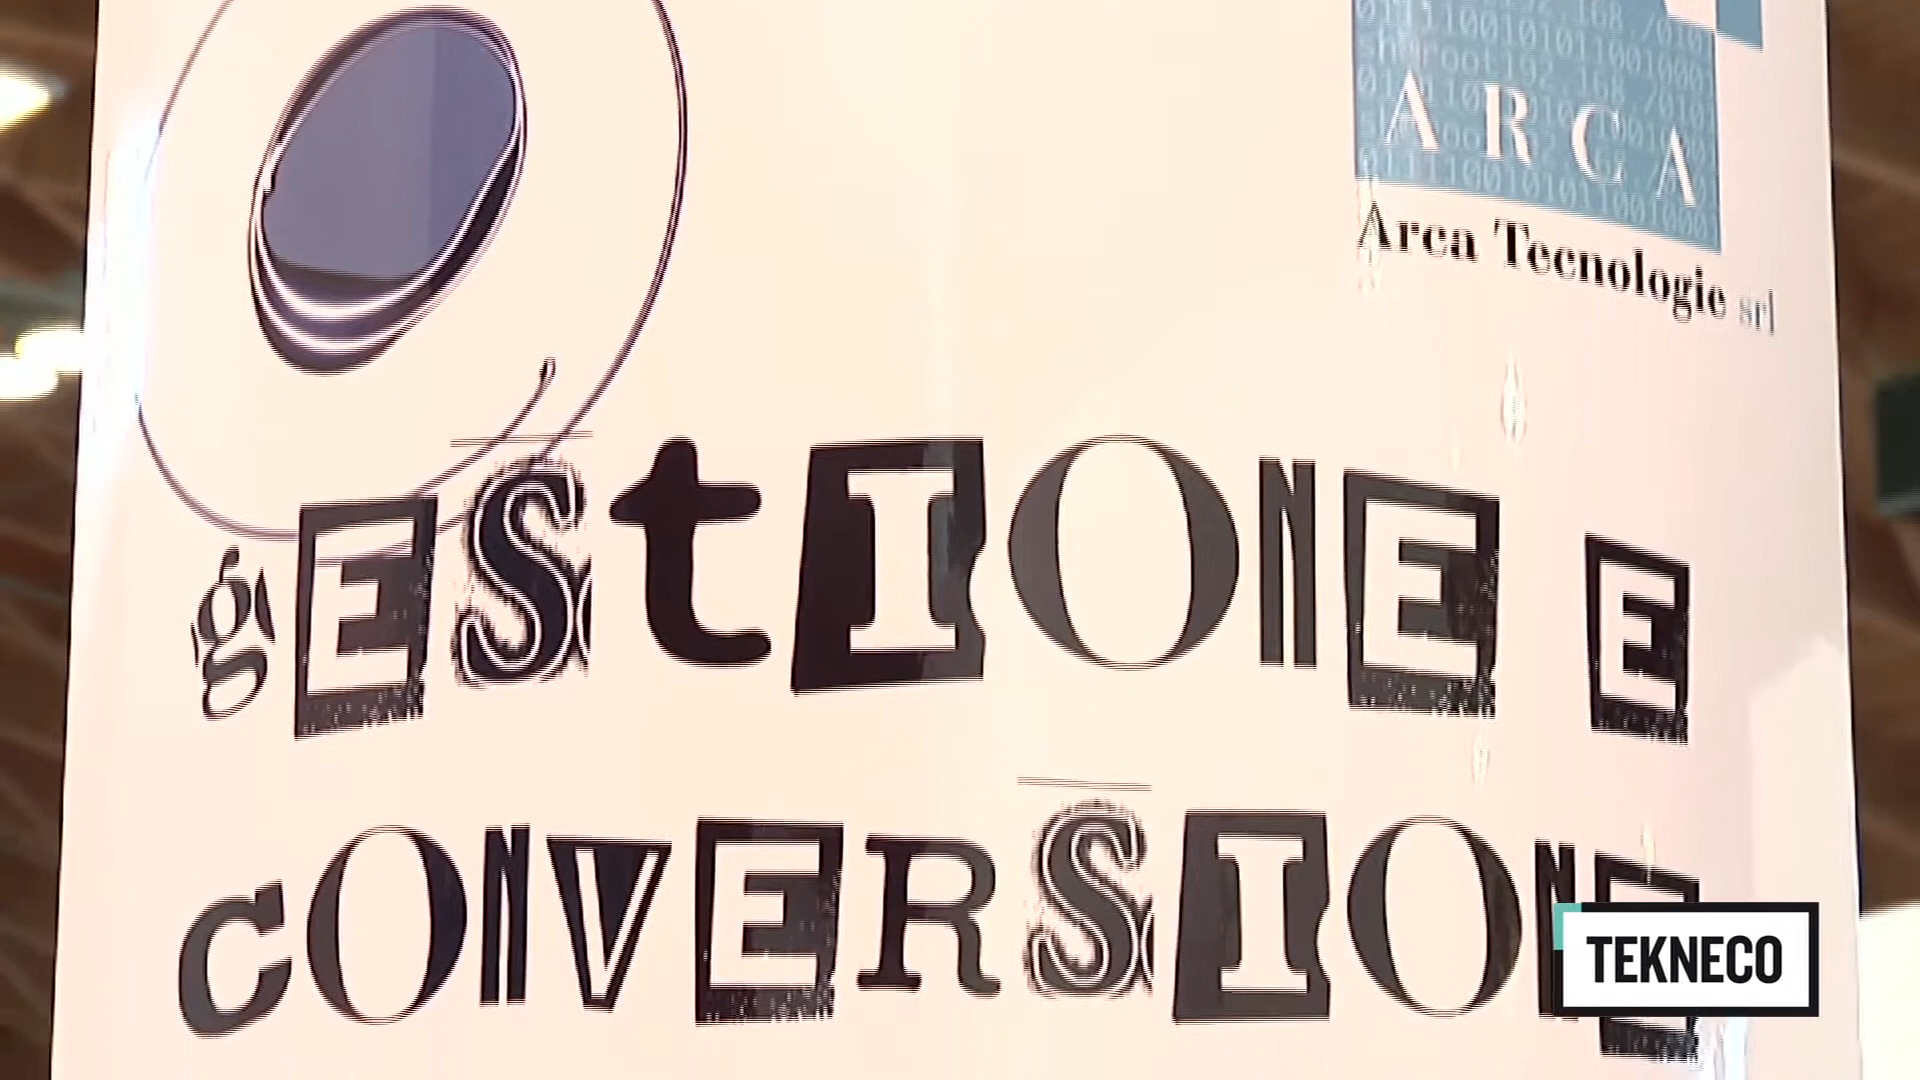 ARCA
Arca Tecnologie srl
gEStIONE E
CONVERSIONE
TEKNECO